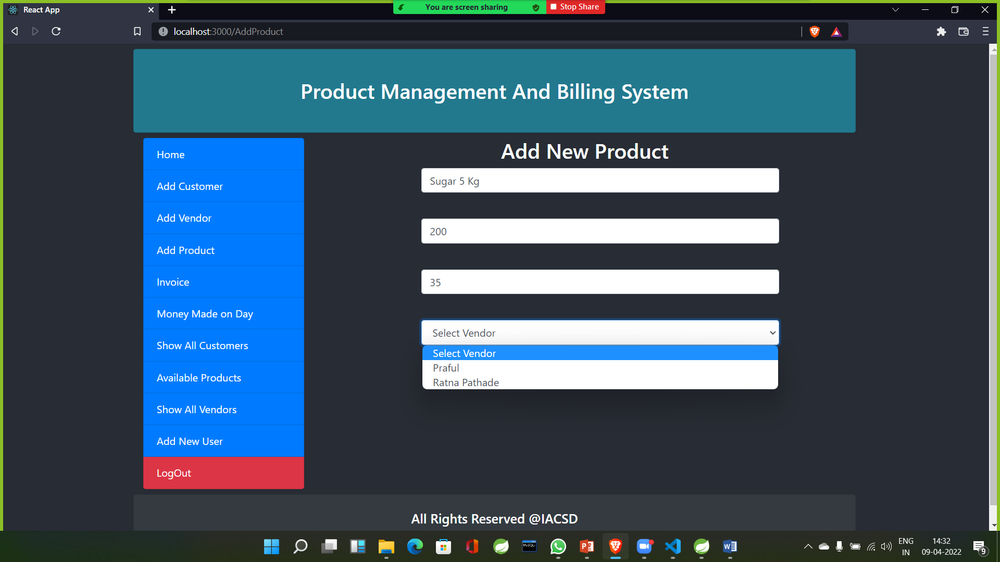 React App
You are screen sharing
Stop Share
localhost:3000/AddProduct
Product Management And Billing System
Home
Add Customer
Add Vendor
Add Product
Invoice
Money Made on Day
Show All Customers
Available Products
Show All Vendors
Add New User
LogOut
Add New Product
Sugar 5 Kg
200
35
Select Vendor
Select Vendor
Praful
Ratna Pathade
All Rights Reserved @IACSD
ENG
IN
14:32
09-04-2022
9